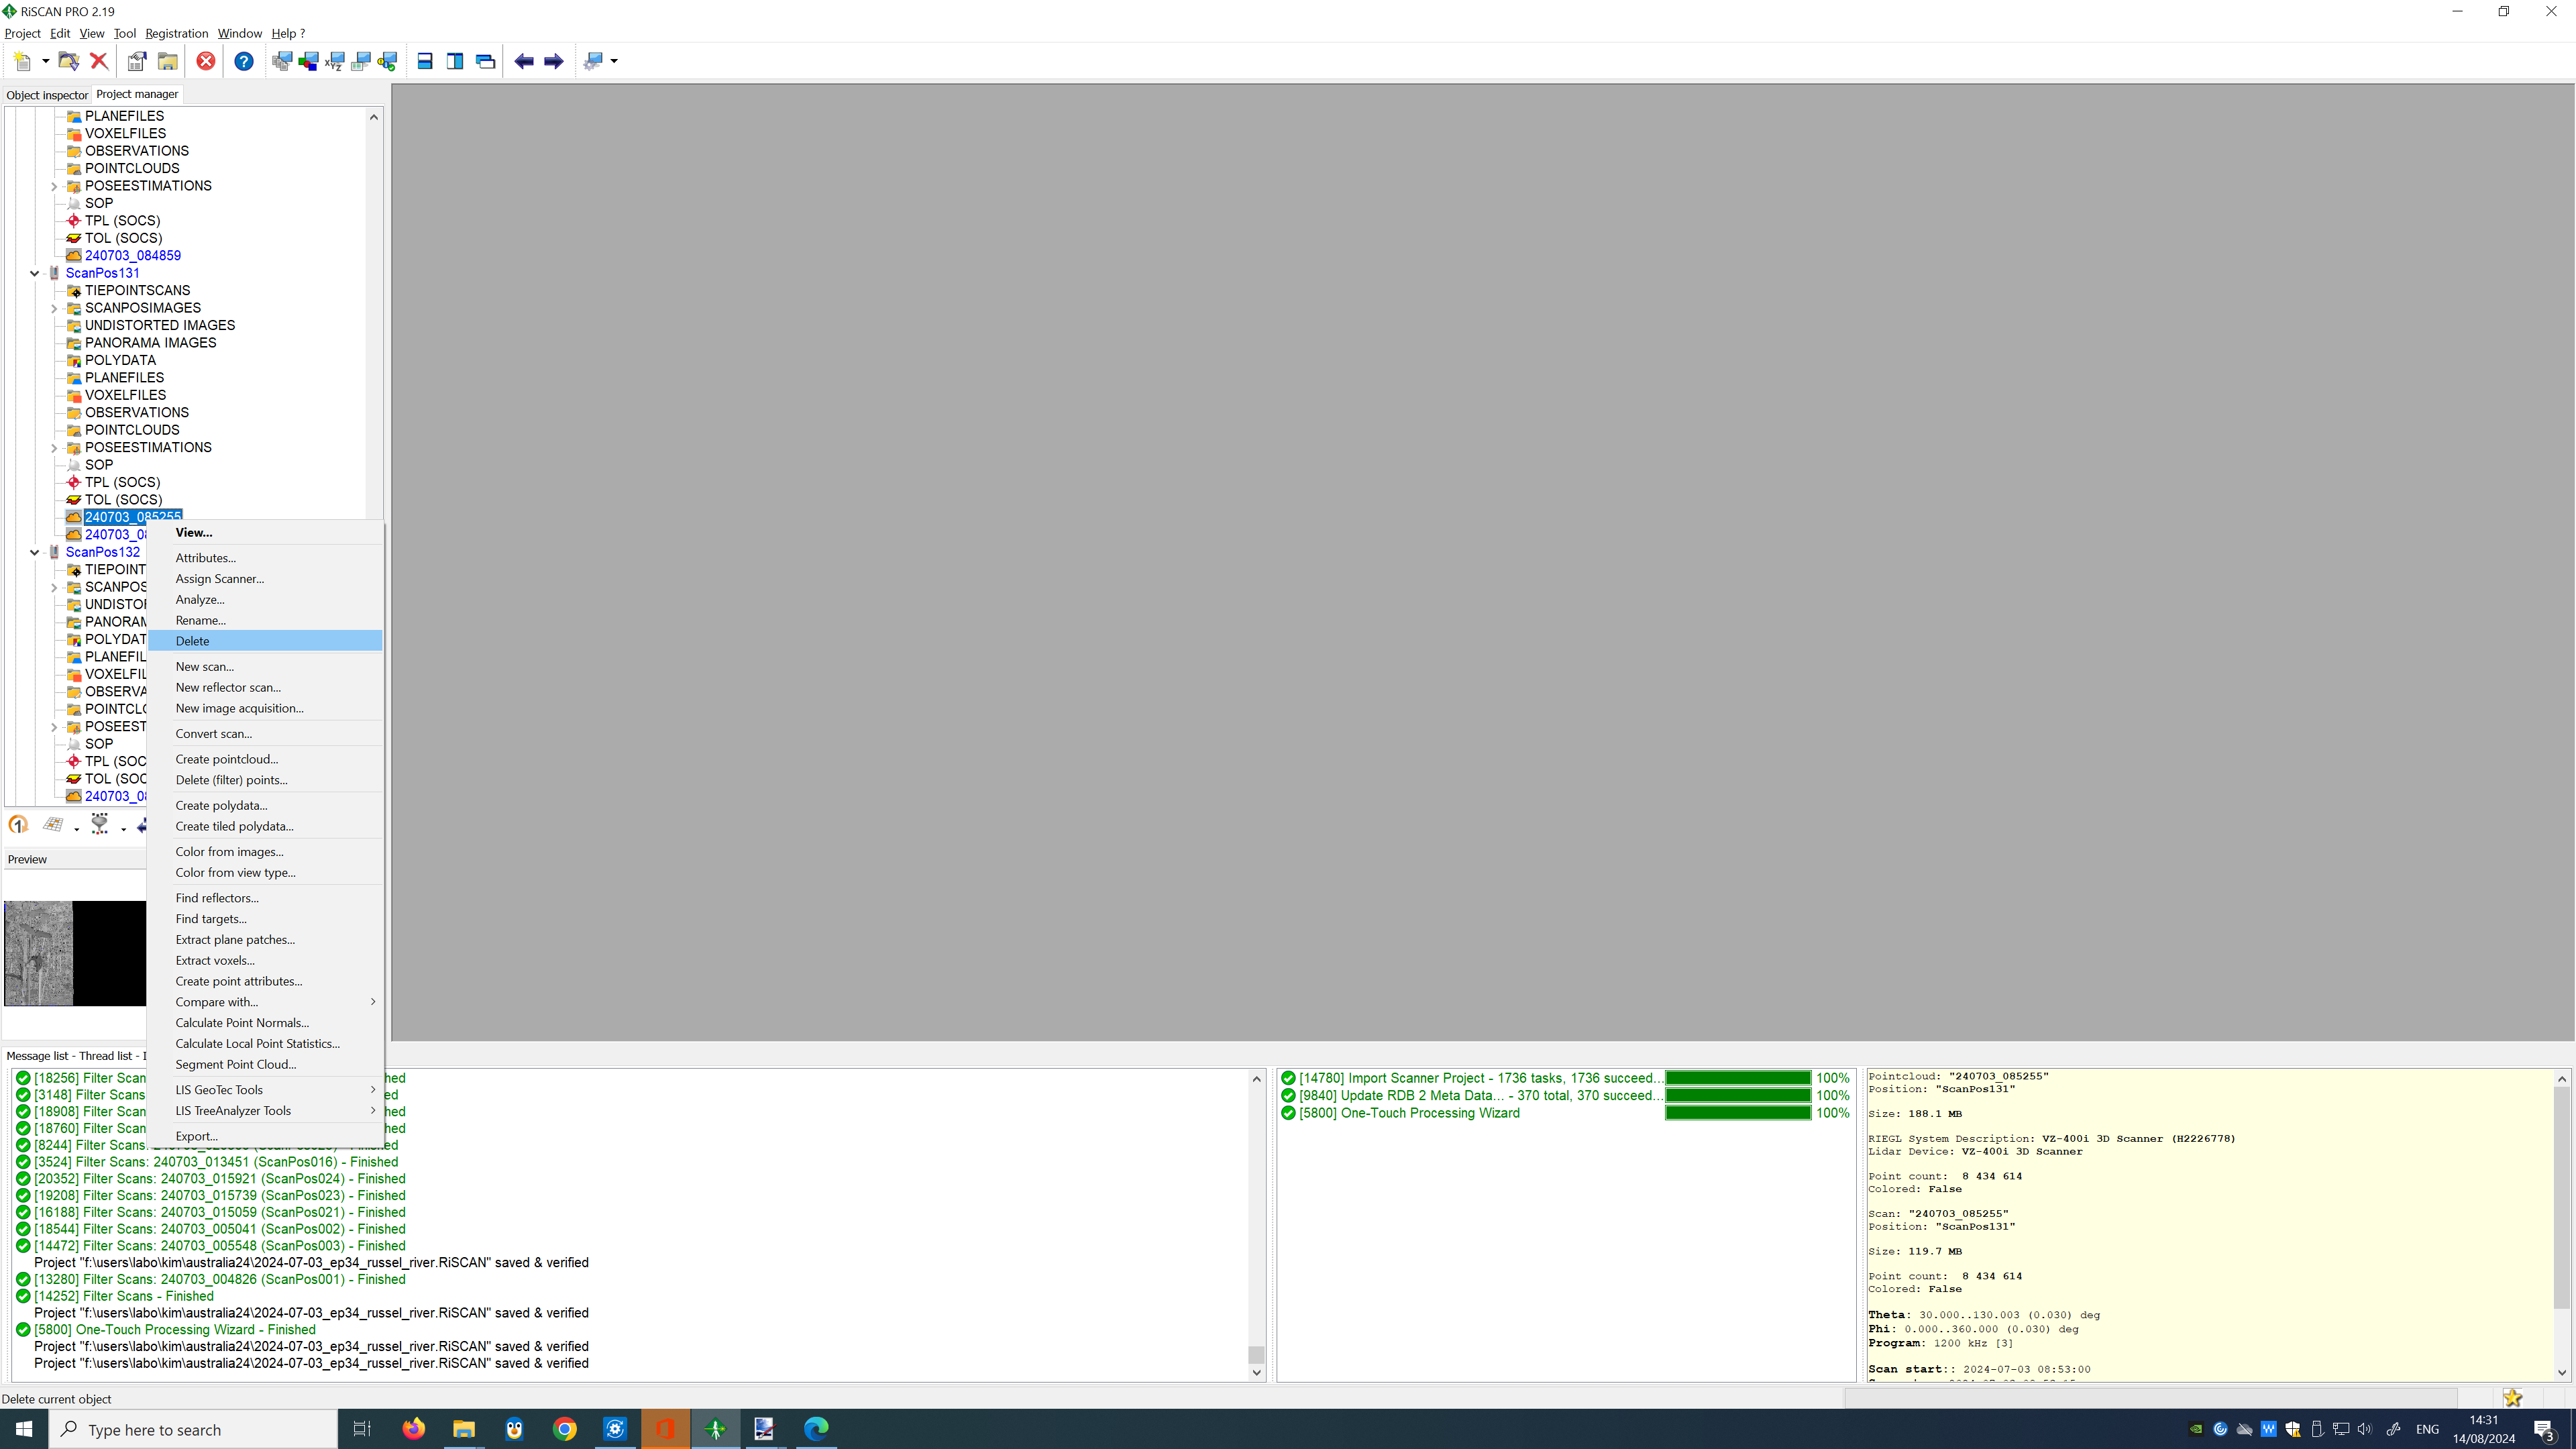 RiSCAN PRO 2.19
Project Edit View Tool Registration Window Help ?
Object inspector Project manager
PLANEFILES
VOXELFILES
OBSERVATIONS
POINTCLOUDS
POSEESTIMATIONS
SOP
TPL (SOCS)
TOL (SOCS)
240703_084859
ScanPos131
TIEPOINTSCANS
SCANPOSIMAGES
UNDISTORTED IMAGES
PANORAMA IMAGES
POLYDATA
PLANEFILES
VOXELFILES
OBSERVATIONS
POINTCLOUDS
POSEESTIMATIONS
SOP
TPL (SOCS)
TOL (SOCS)
240703_085255
240703_08
ScanPos132
TIEPOINT
SCANPOS
UNDISTO
PANORAM
POLYDAT
PLANEFIL
VOXELFIL
OBSERVA
POINTCLO
POSEEST
SOP
TPL (SOC
TOL (SOC
240703_08
View...
Attributes...
Assign Scanner...
Analyze...
Rename...
Delete
New scan...
New reflector scan...
New image acquisition...
Convert scan...
Create pointcloud...
Delete (filter) points...
Create polydata...
Create tiled polydata...
Color from images...
Color from view type...
Find reflectors...
Find targets...
Extract plane patches...
Extract voxels...
Create point attributes...
Compare with...
Calculate Point Normals...
Calculate Local Point Statistics...
Segment Point Cloud...
LIS GeoTec Tools
LIS TreeAnalyzer Tools
Export...
Preview
Message list - Thread list - I
[18256] Filter Scan hed
[3148] Filter Scans ed
[18908] Filter Scan hed
[18760] Filter Scan hed
[8244] Filter Scans
[3524] Filter Scans: 240703_013451 (ScanPos016) - Finished
[20352] Filter Scans: 240703_015921 (ScanPos024) - Finished
[19208] Filter Scans: 240703_015739 (ScanPos023) - Finished
[16188] Filter Scans: 240703_015059 (ScanPos021) - Finished
[18544] Filter Scans: 240703_005041 (ScanPos002) - Finished
[14472] Filter Scans: 240703_005548 (ScanPos003) - Finished
Project "f:\users\labo\kim\australia24\2024-07-03_ep34_russel_river.RiSCAN" saved & verified
[13280] Filter Scans: 240703_004826 (ScanPos001) - Finished
[14252] Filter Scans - Finished
Project "f:\users\labo\kim\australia24\2024-07-03_ep34_russel_river.RiSCAN" saved & verified
[5800] One-Touch Processing Wizard - Finished
Project "f:\users\labo\kim\australia24\2024-07-03_ep34_russel_river.RiSCAN" saved & verified
Project "f:\users\labo\kim\australia24\2024-07-03_ep34_russel_river.RiSCAN" saved & verified
[14780] Import Scanner Project - 1736 tasks, 1736 succeed... 100%
[9840] Update RDB 2 Meta Data... - 370 total, 370 succeed... 100%
[5800] One-Touch Processing Wizard 100%
Pointcloud: "240703_085255"
Position: "ScanPos131"
Size: 188.1 MB
RIEGL System Description: VZ-400i 3D Scanner (H2226778)
Lidar Device: VZ-400i 3D Scanner
Point count: 8 434 614
Colored: False
Scan: "240703_085255"
Position: "ScanPos131"
Size: 119.7 MB
Point count: 8 434 614
Colored: False
Theta: 30.000..130.003 (0.030) deg
Phi: 0.000..360.000 (0.030) deg
Program: 1200 kHz [3]
Scan start:: 2024-07-03 08:53:00
Delete current object
Type here to search
ENG
14:31
14/08/2024
3